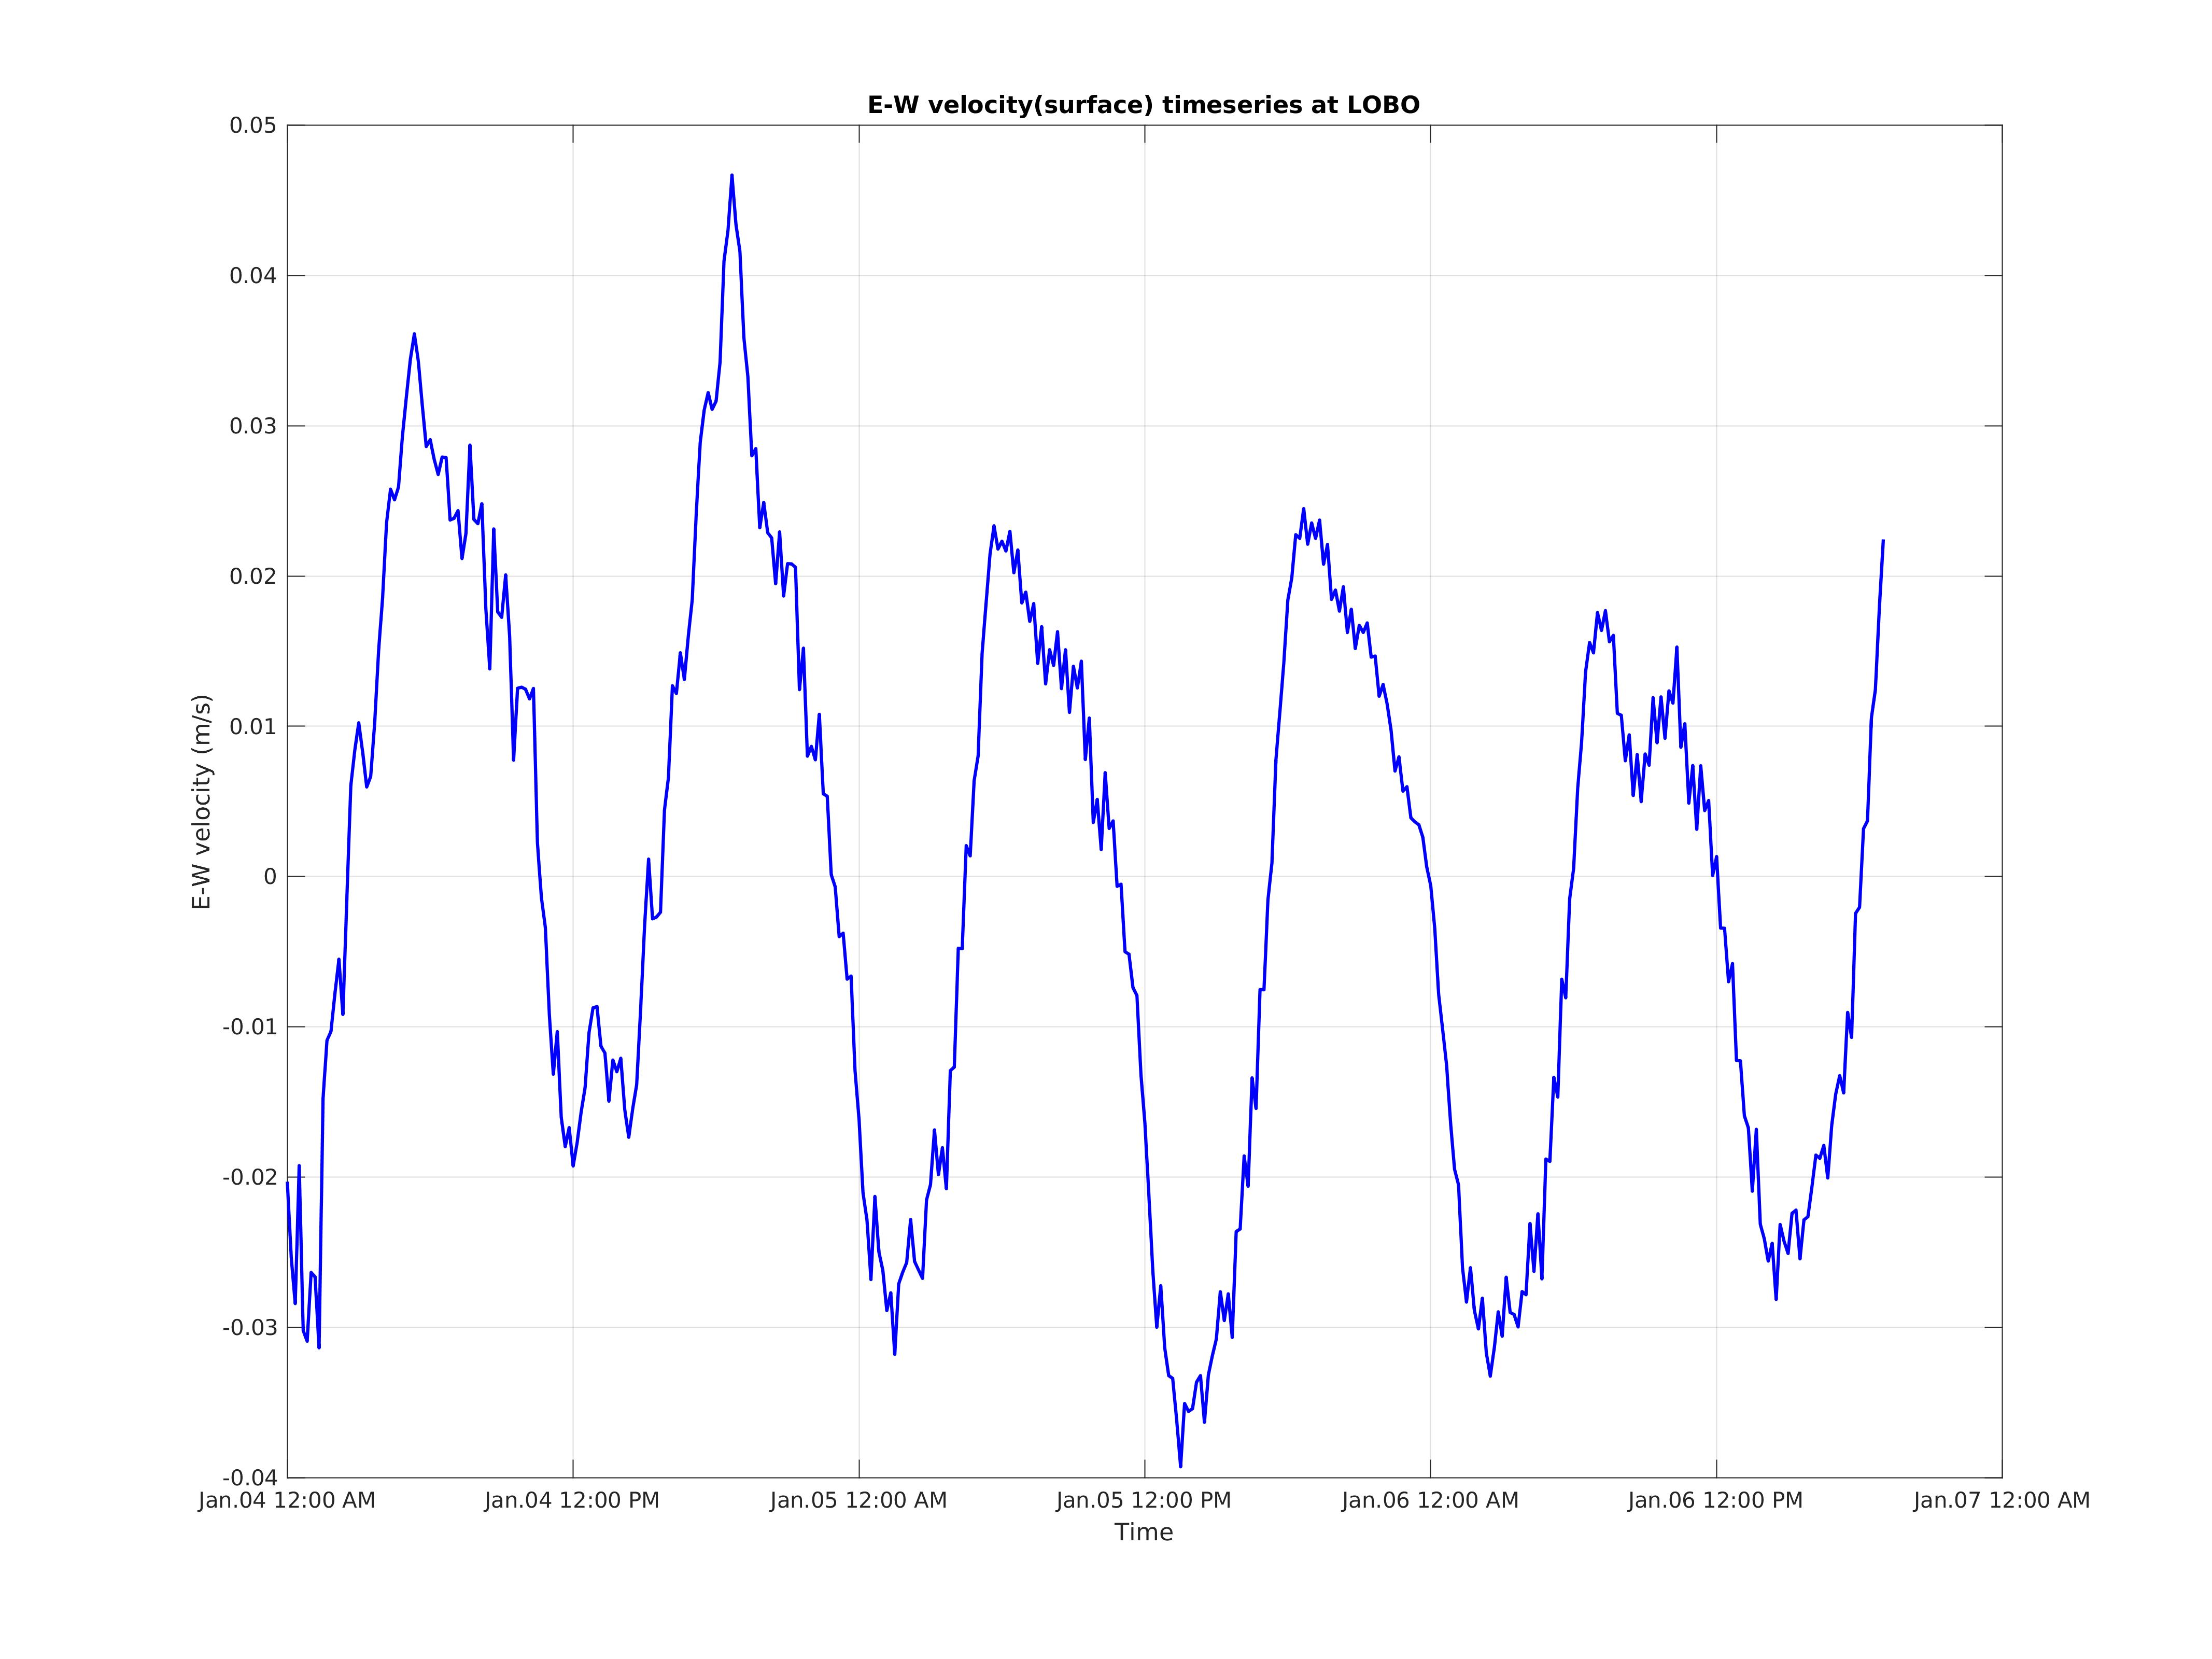 E-W velocity(surface) timeseries at LOBO
0.05
0.04
0.03
0.02
0.01
0
-0.01
-0.02
-0.03
-0.04
E-W velocity (m/s)
Jan.04 12:00 AM Jan.04 12:00 PM Jan.05 12:00 AM Jan.05 12:00 PM Jan.06 12:00 AM Jan.06 12:00 PM Jan.07 12:00 AM
Time